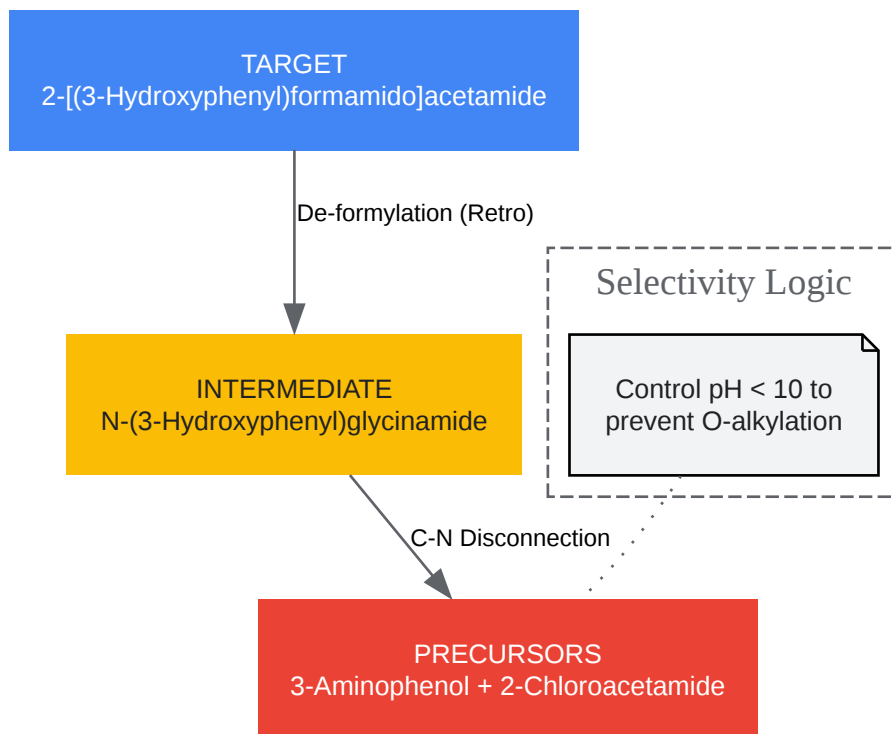 TARGET
2-[(3-Hydroxyphenyl)formamido]acetamide
De-formylation (Retro)
Selectivity Logic
INTERMEDIATE
N-(3-Hydroxyphenyl)glycinamide
Control pH < 10 to
prevent O-alkylation
C-N Disconnection
PRECURSORS
3-Aminophenol + 2-Chloroacetamide